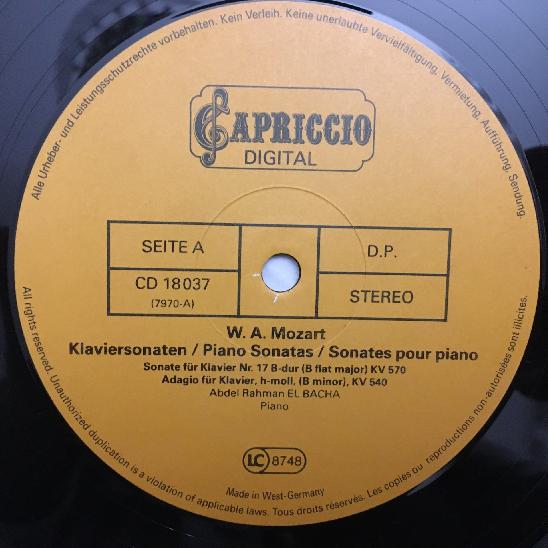 Alle Urheber- und Leistungsschutzrechte vorbehalten. Kein Verleih. Keine unerlaubte Vervielfältigung, Vermietung, Aufführung, Sendung.
CAPRICCIO
DIGITAL
SEITE A
D.P.
CD 18037
(7970-A)
STEREO
W. A. Mozart
Klaviersonaten / Piano Sonatas / Sonates pour piano
Sonate für Klavier Nr. 17 B-dur (B flat major) KV 570
Adagio für Klavier, h-moll, (B minor), KV 540
Abdel Rahman EL BACHA
Piano
LC 8748
Made in West-Germany
All rights reserved. Unauthorized duplication is a violation of applicable laws. Tous droits réservés. Les copies ou reproductions non-autorisées sont illicites.